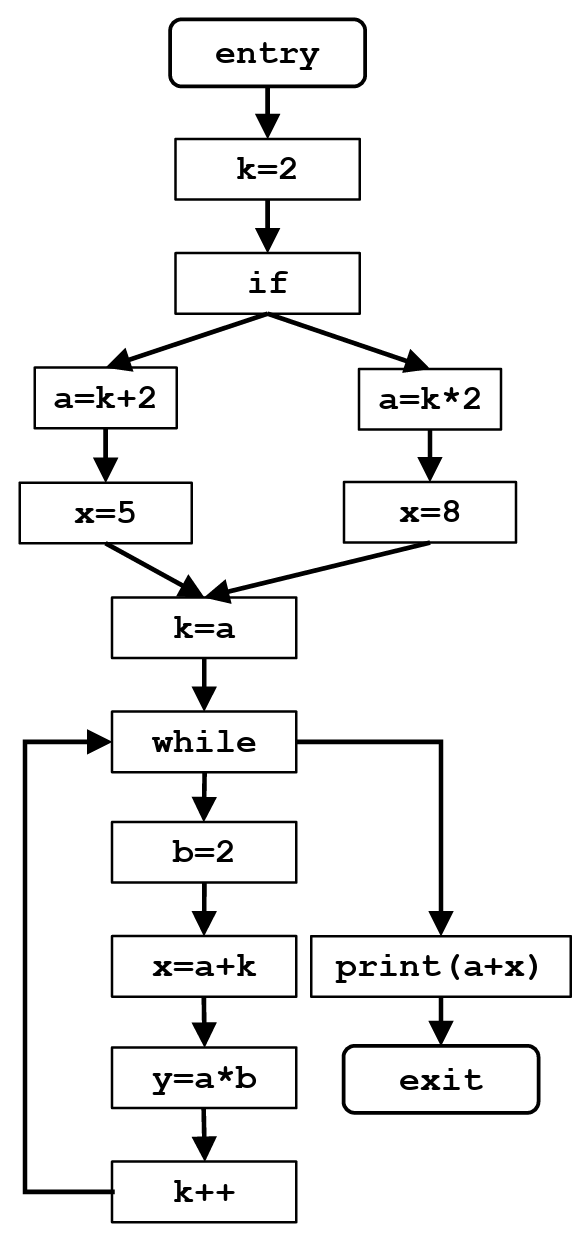 entry
k=2
if
a=k+2
a=k*2
x=5
x=8
k=a
while
b=2
x=a+k
print(a+x)
y=a*b
exit
k++